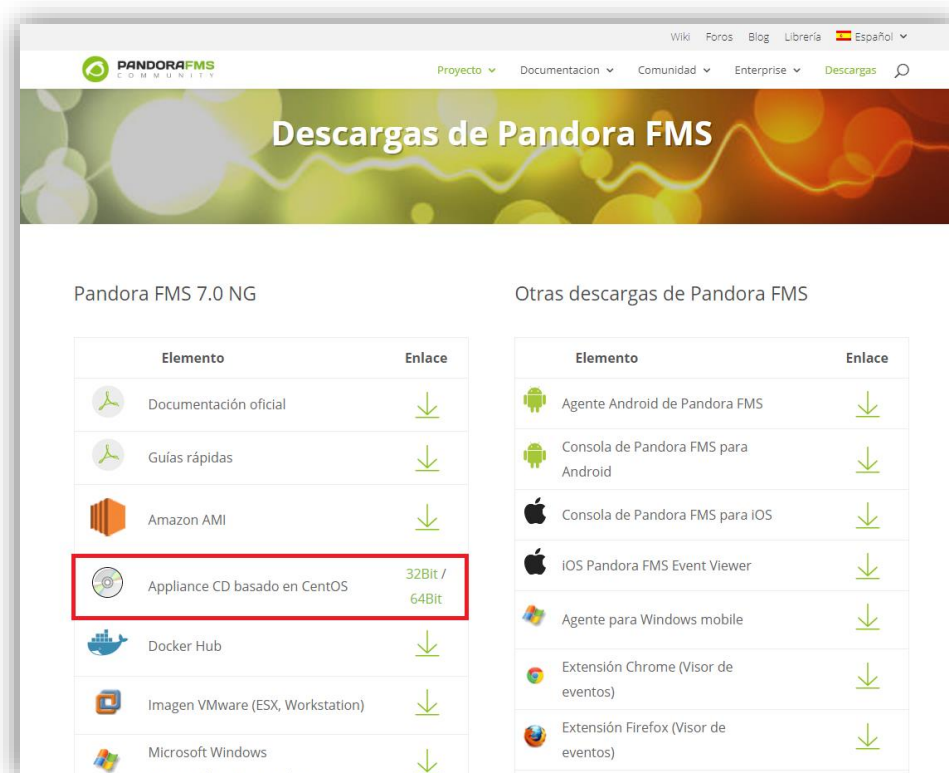 Wiki Foros Blog Librería Español
PANDORAFMS
COMMUNITY
Proyecto Documentacion Comunidad Enterprise Descargas
Descargas de Pandora FMS
Pandora FMS 7.0 NG
Elemento Enlace
Documentación oficial
Guías rápidas
Amazon AMI
Appliance CD basado en CentOS 32Bit /
64Bit
Docker Hub
Imagen VMware (ESX, Workstation)
Microsoft Windows
Otras descargas de Pandora FMS
Elemento Enlace
Agente Android de Pandora FMS
Consola de Pandora FMS para
Android
Consola de Pandora FMS para iOS
iOS Pandora FMS Event Viewer
Agente para Windows mobile
Extensión Chrome (Visor de
eventos)
Extensión Firefox (Visor de
eventos)